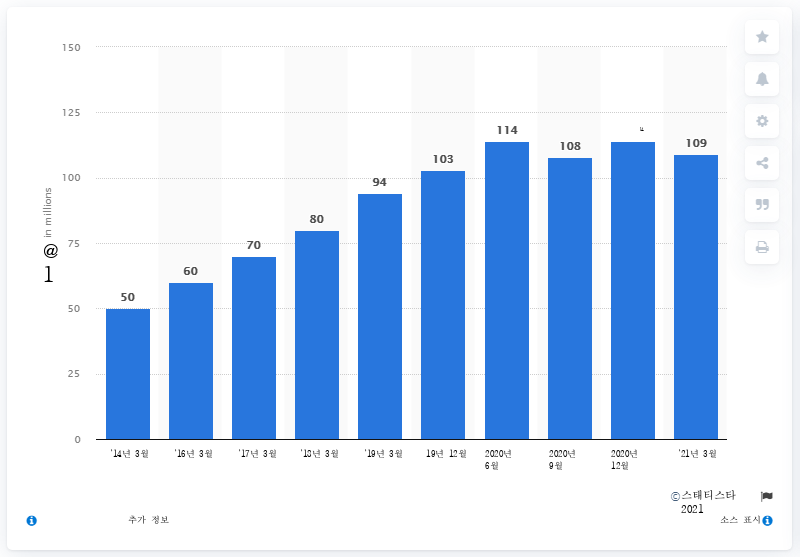 150
125
100
75
50
25
0
in millions
@
1
50
60
70
80
94
103
114
108
109
'14년 3월
'16년 3월
'17년 3월
'18년 3월
'19년 3월
19년 12월
2020년
6월
2020년
9월
2020년
12월
'21년 3월
©스태티스타
2021
추가 정보
소스 표시